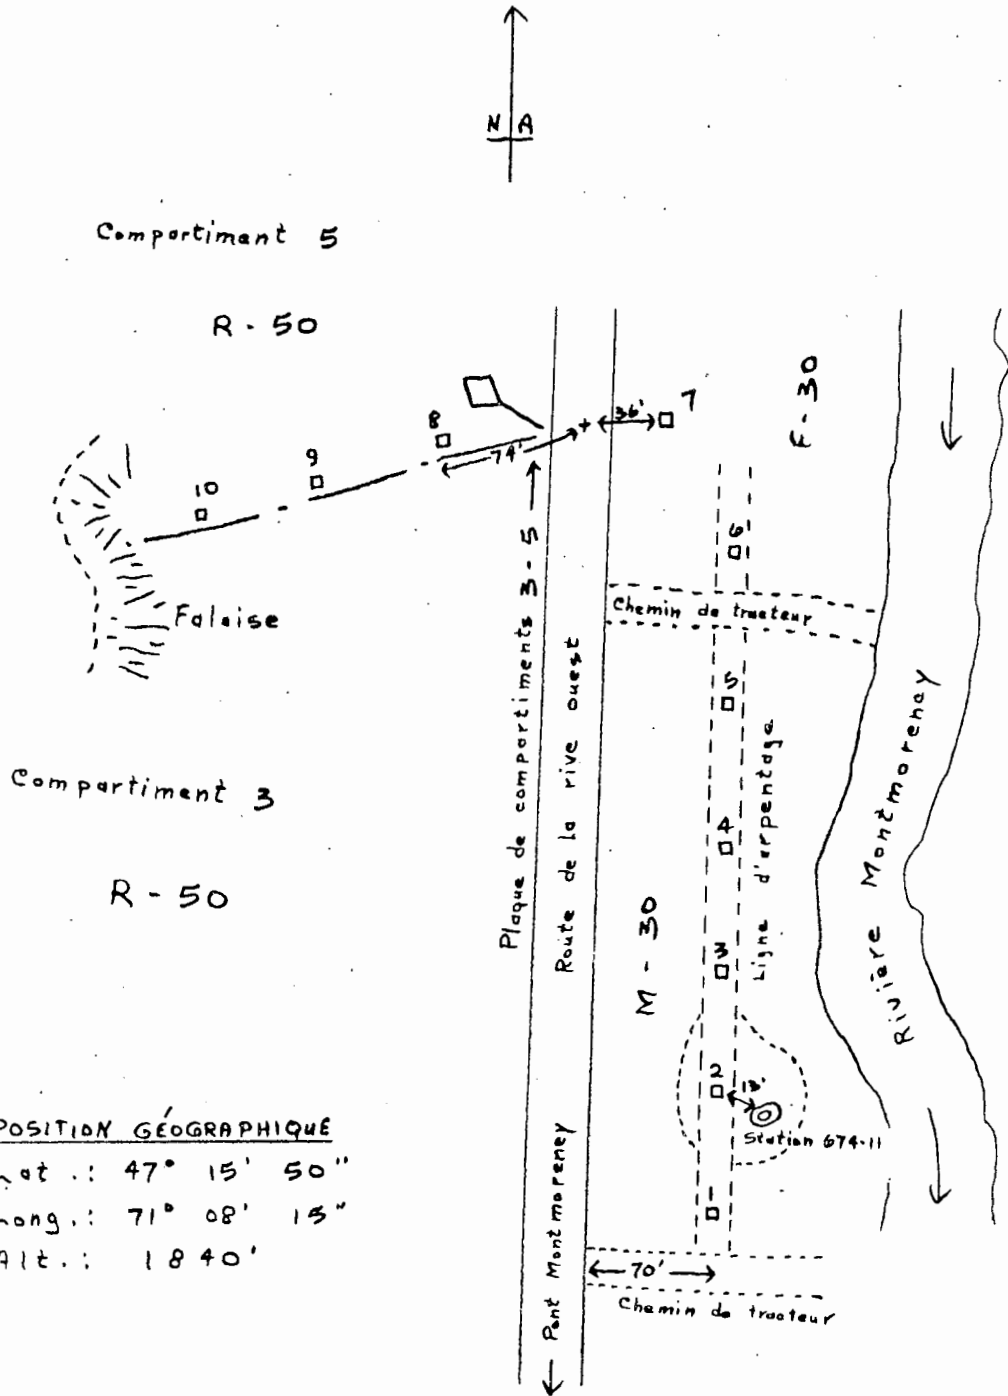 N A
Compartiment 5
R - 50
F - 30
36'
7
8
74'
9
10
6
Chemin de tracteur
Falaise
Plaque de compartiments 3 - 5
Route de la rive ouest
5
Ligne d'arpentage
Rivière Montmorency
Compartiment 3
4
R - 50
M - 30
3
2
13'
Station 674-11
POSITION GÉOGRAPHIQUE
Lat .: 47° 15' 50"
Long .: 71° 08' 15"
Alt .: 1840'
1
Pont Montmorency
70'
Chemin de tracteur